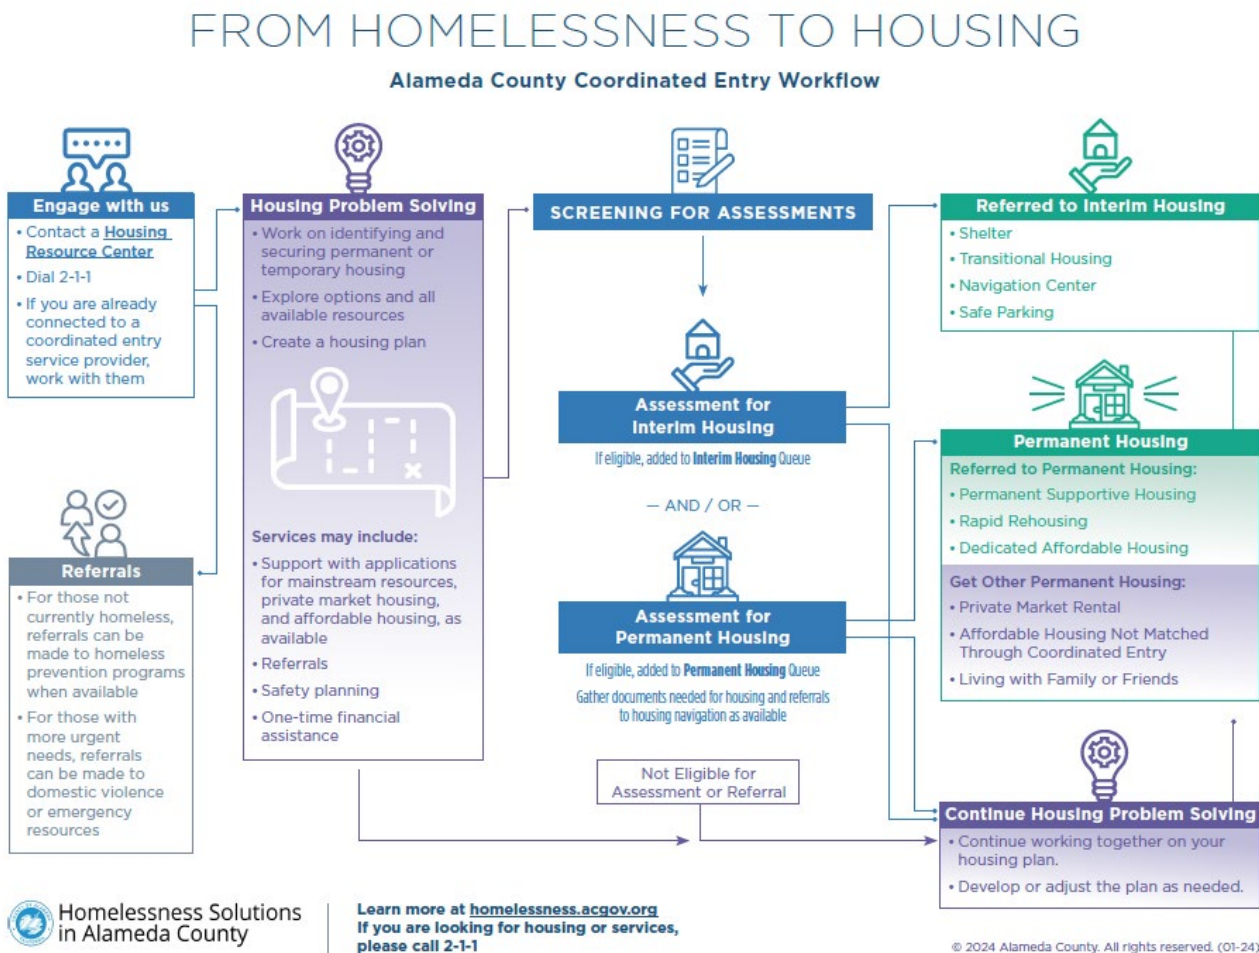 FROM HOMELESSNESS TO HOUSING
Alameda County Coordinated Entry Workflow
Engage with us
• Contact a Housing
Resource Center
• Dial 2-1-1
• If you are already
connected to a
coordinated entry
service provider,
work with them
Referrals
• For those not
currently homeless,
referrals can be
made to homeless
prevention programs
when available
• For those with
more urgent
needs, referrals
can be made to
domestic violence
or emergency
resources
Housing Problem Solving
• Work on identifying and
securing permanent or
temporary housing
• Explore options and all
available resources
• Create a housing plan
Services may include:
• Support with applications
for mainstream resources,
private market housing,
and affordable housing, as
available
• Referrals
• Safety planning
• One-time financial
assistance
SCREENING FOR ASSESSMENTS
Assessment for
Interim Housing
If eligible, added to Interim Housing Queue
— AND / OR —
Assessment for
Permanent Housing
If eligible, added to Permanent Housing Queue
Gather documents needed for housing and referrals
to housing navigation as available
Not Eligible for
Assessment or Referral
Referred to Interim Housing
• Shelter
• Transitional Housing
• Navigation Center
• Safe Parking
Permanent Housing
Referred to Permanent Housing:
• Permanent Supportive Housing
• Rapid Rehousing
• Dedicated Affordable Housing
Get Other Permanent Housing:
• Private Market Rental
• Affordable Housing Not Matched
Through Coordinated Entry
• Living with Family or Friends
Continue Housing Problem Solving
• Continue working together on your
housing plan.
• Develop or adjust the plan as needed.
Homelessness Solutions
in Alameda County
Learn more at homelessness.acgov.org
If you are looking for housing or services,
please call 2-1-1
© 2024 Alameda County. All rights reserved. (01-24)